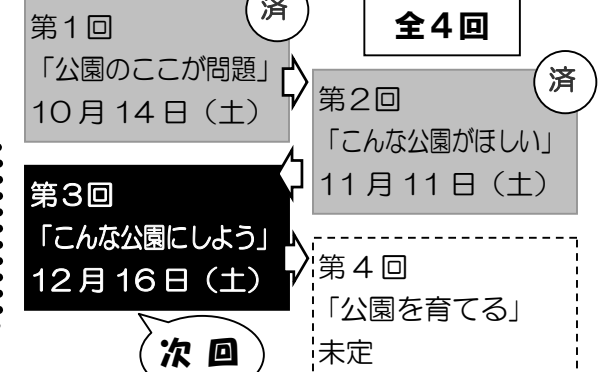 済
第1回
「公園のここが問題」
10月14日（土）
全4回
済
第2回
「こんな公園がほしい」
11月11日（土）
第3回
「こんな公園にしよう」
12月16日（土）
次回
第4回
「公園を育てる」
未定